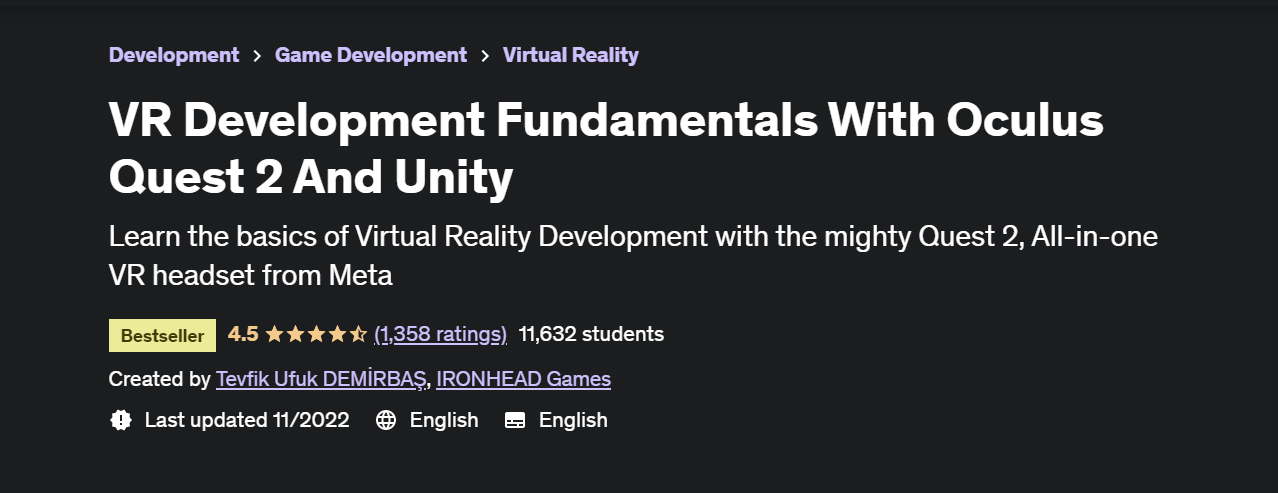 Development > Game Development > Virtual Reality
VR Development Fundamentals With Oculus
Quest 2 And Unity
Learn the basics of Virtual Reality Development with the mighty Quest 2, All-in-one
VR headset from Meta
Bestseller 4.5 (1,358 ratings) 11,632 students
Created by Tevfik Ufuk DEMİRBAŞ, IRONHEAD Games
Last updated 11/2022 English English